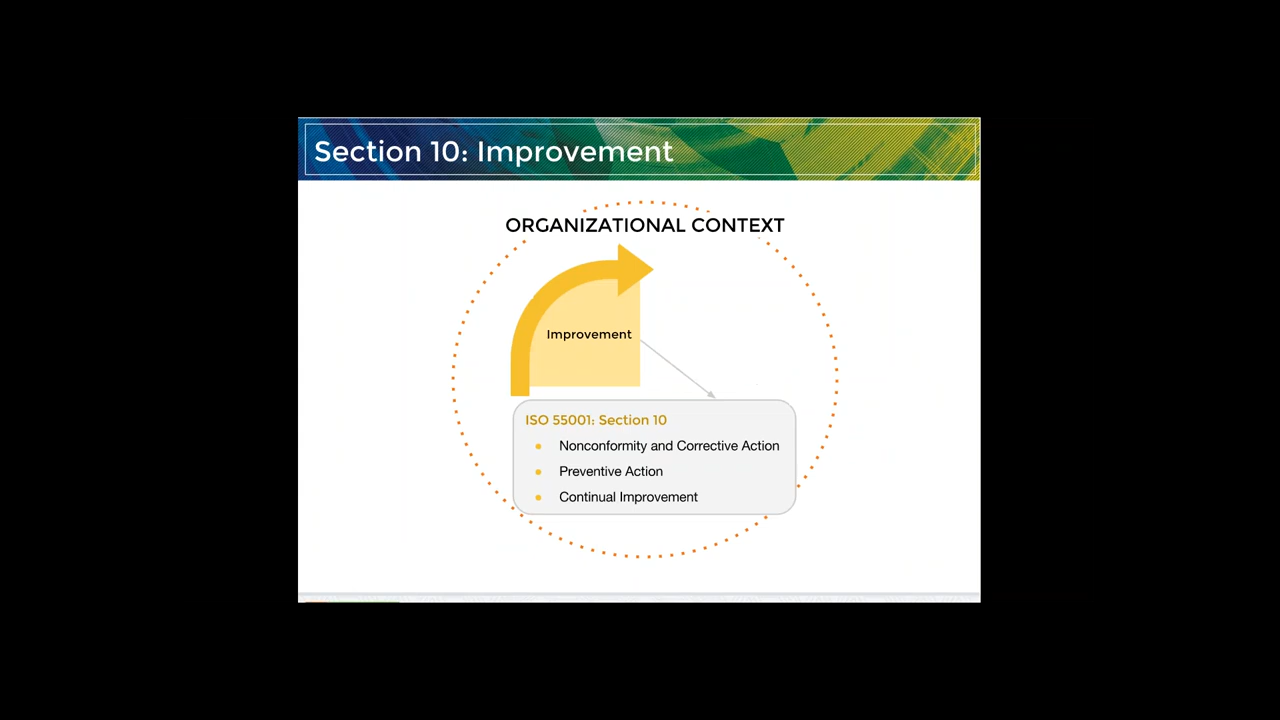 Section 10: Improvement
ORGANIZATIONAL CONTEXT
Improvement
ISO 55001: Section 10
Nonconformity and Corrective Action
Preventive Action
Continual Improvement